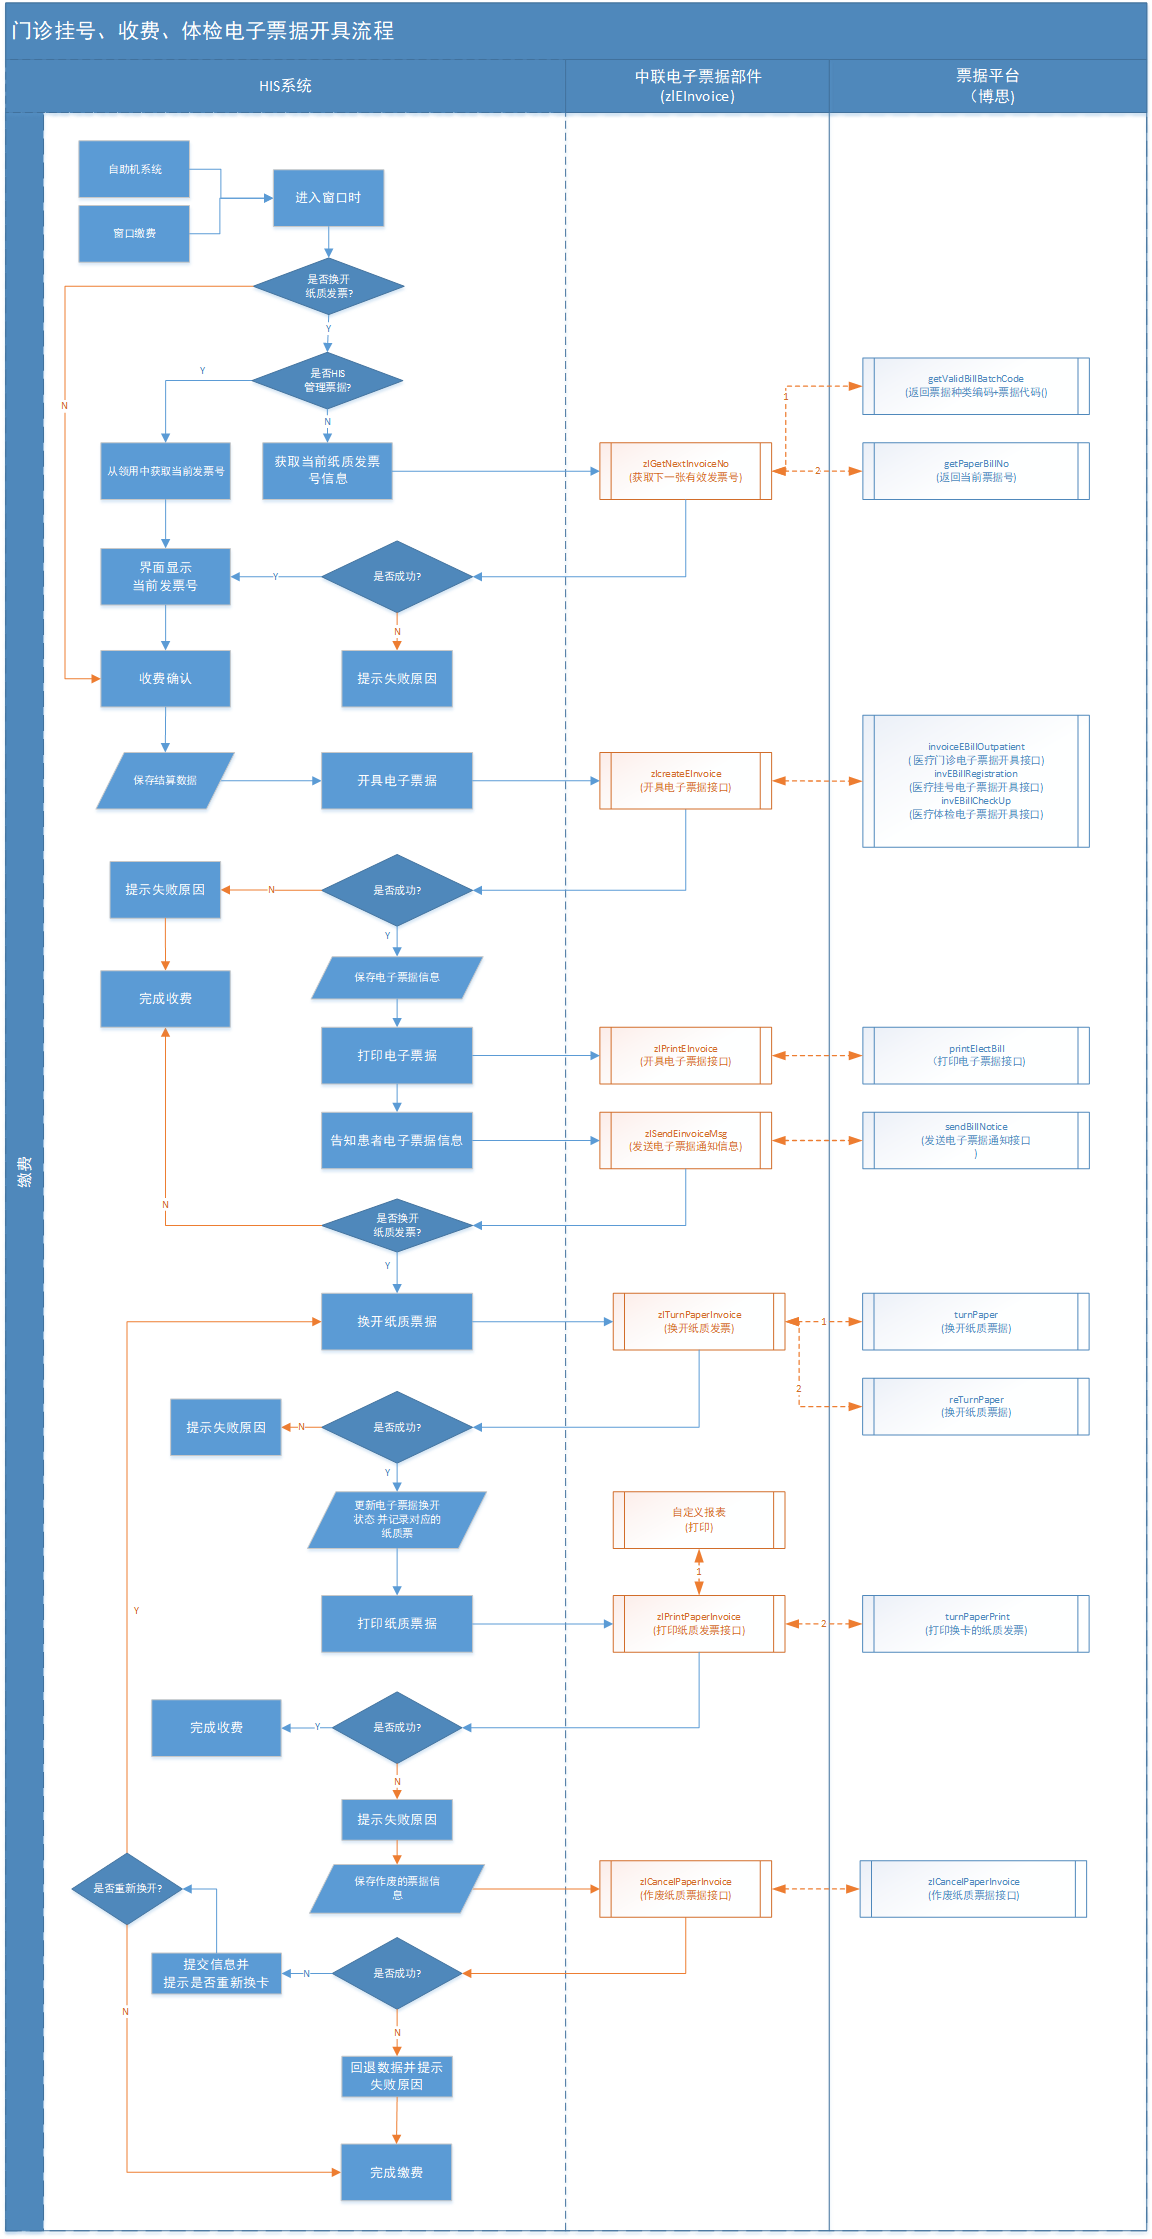 门诊挂号、收费、体检电子票据开具流程
HIS系统
中联电子票据部件
(zlEInvoice)
票据平台
（博思)
缴费
自助机系统
窗口缴费
进入窗口时
是否换开
纸质发票?
Y
N
是否HIS
管理票据?
Y
N
getValidBillBatchCode
(返回票据种类编码+票据代码()
1
从领用中获取当前发票号
获取当前纸质发票
号信息
zlGetNextInvoiceNo
(获取下一张有效发票号)
2
getPaperBillNo
(返回当前票据号)
界面显示
当前发票号
Y
是否成功?
N
收费确认
提示失败原因
保存结算数据
开具电子票据
zlcreateEInvoice
(开具电子票据接口)
invoiceEBillOutpatient
( 医疗门诊电子票据开具接口)
invEBillRegistration
(医疗挂号电子票据开具接口)
invEBillCheckUp
(医疗体检电子票据开具接口)
提示失败原因
N
是否成功?
Y
保存电子票据信息
完成收费
打印电子票据
zlPrintEInvoice
(开具电子票据接口)
printElectBill
（打印电子票据接口)
告知患者电子票据信息
zlSendEinvoiceMsg
(发送电子票据通知信息)
sendBillNotice
(发送电子票据通知接口
)
N
是否换开
纸质发票?
Y
换开纸质票据
zlTurnPaperInvoice
(换开纸质发票)
1
turnPaper
(换开纸质票据)
2
reTurnPaper
(换开纸质票据)
提示失败原因
N
是否成功?
Y
更新电子票据换开
状态 并记录对应的
纸质票
自定义报表
(打印)
1
Y
打印纸质票据
zlPrintPaperInvoice
(打印纸质发票接口)
2
turnPaperPrint
(打印换卡的纸质发票)
完成收费
Y
是否成功?
N
提示失败原因
是否重新换开?
保存作废的票据信
息
zlCancelPaperInvoice
(作废纸质票据接口)
zlCancelPaperInvoice
(作废纸质票据接口)
提交信息并
提示是否重新换卡
N
是否成功?
N
N
回退数据并提示
失败原因
完成缴费